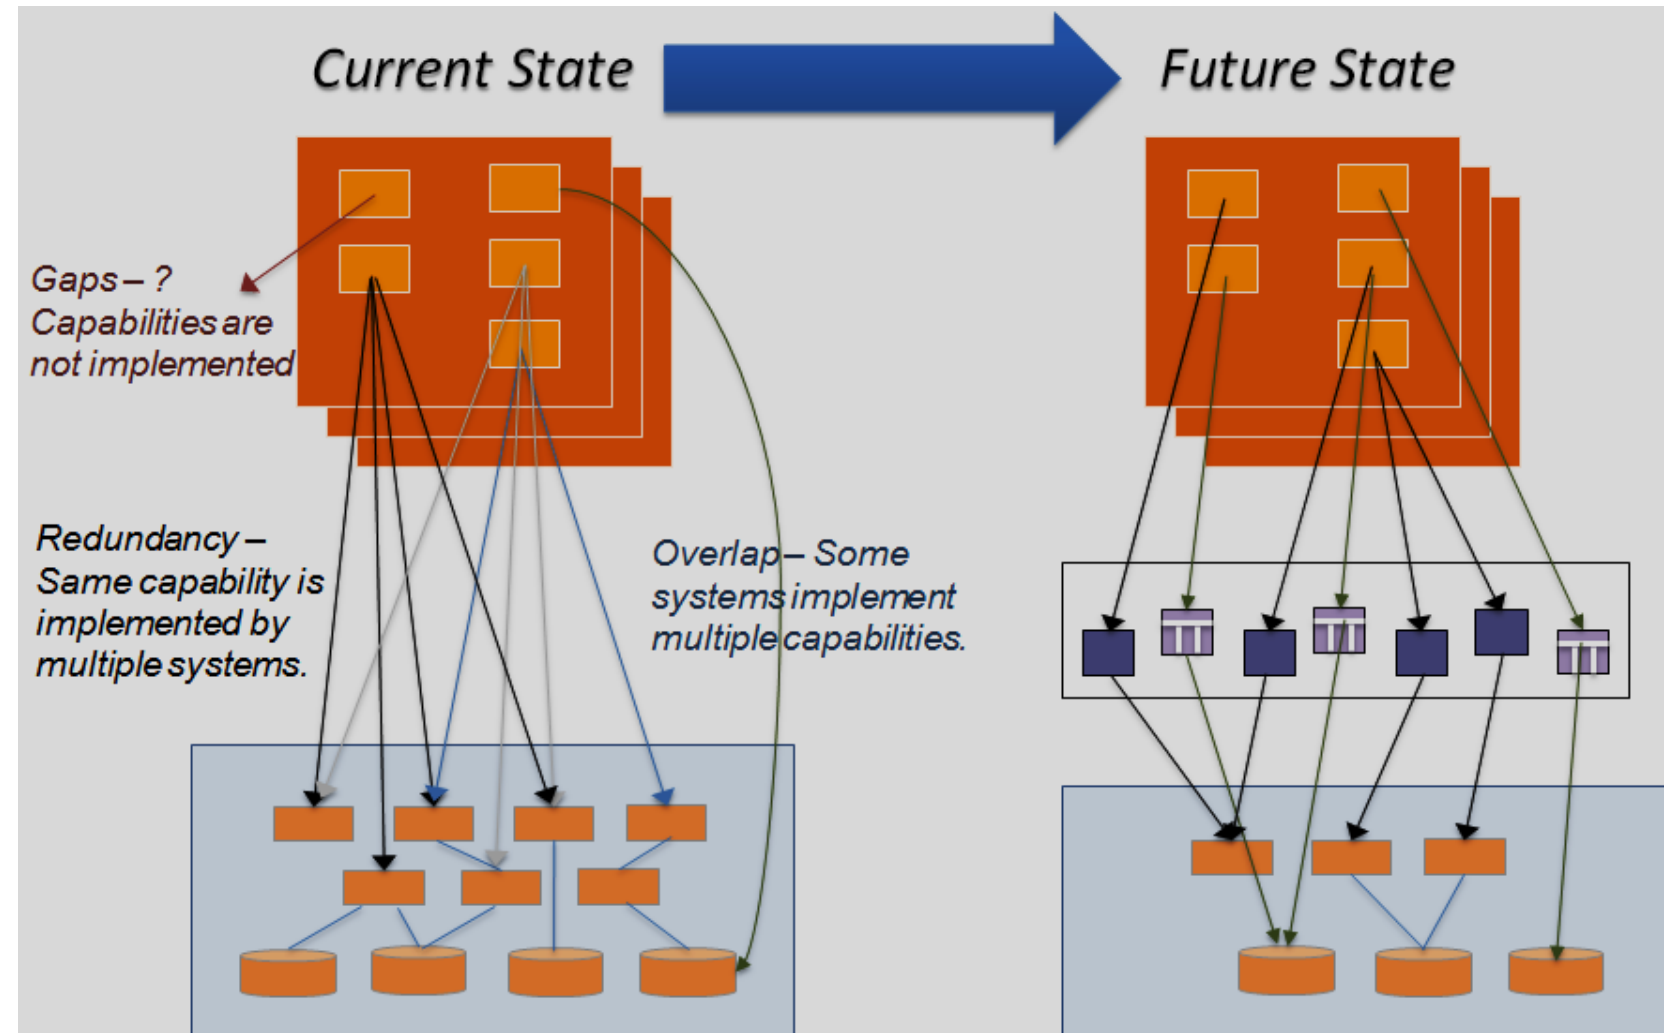 Current State
Future State
Gaps – ?
Capabilities are
not implemented
Redundancy –
Same capability is
implemented by
multiple systems.
Overlap – Some
systems implement
multiple capabilities.